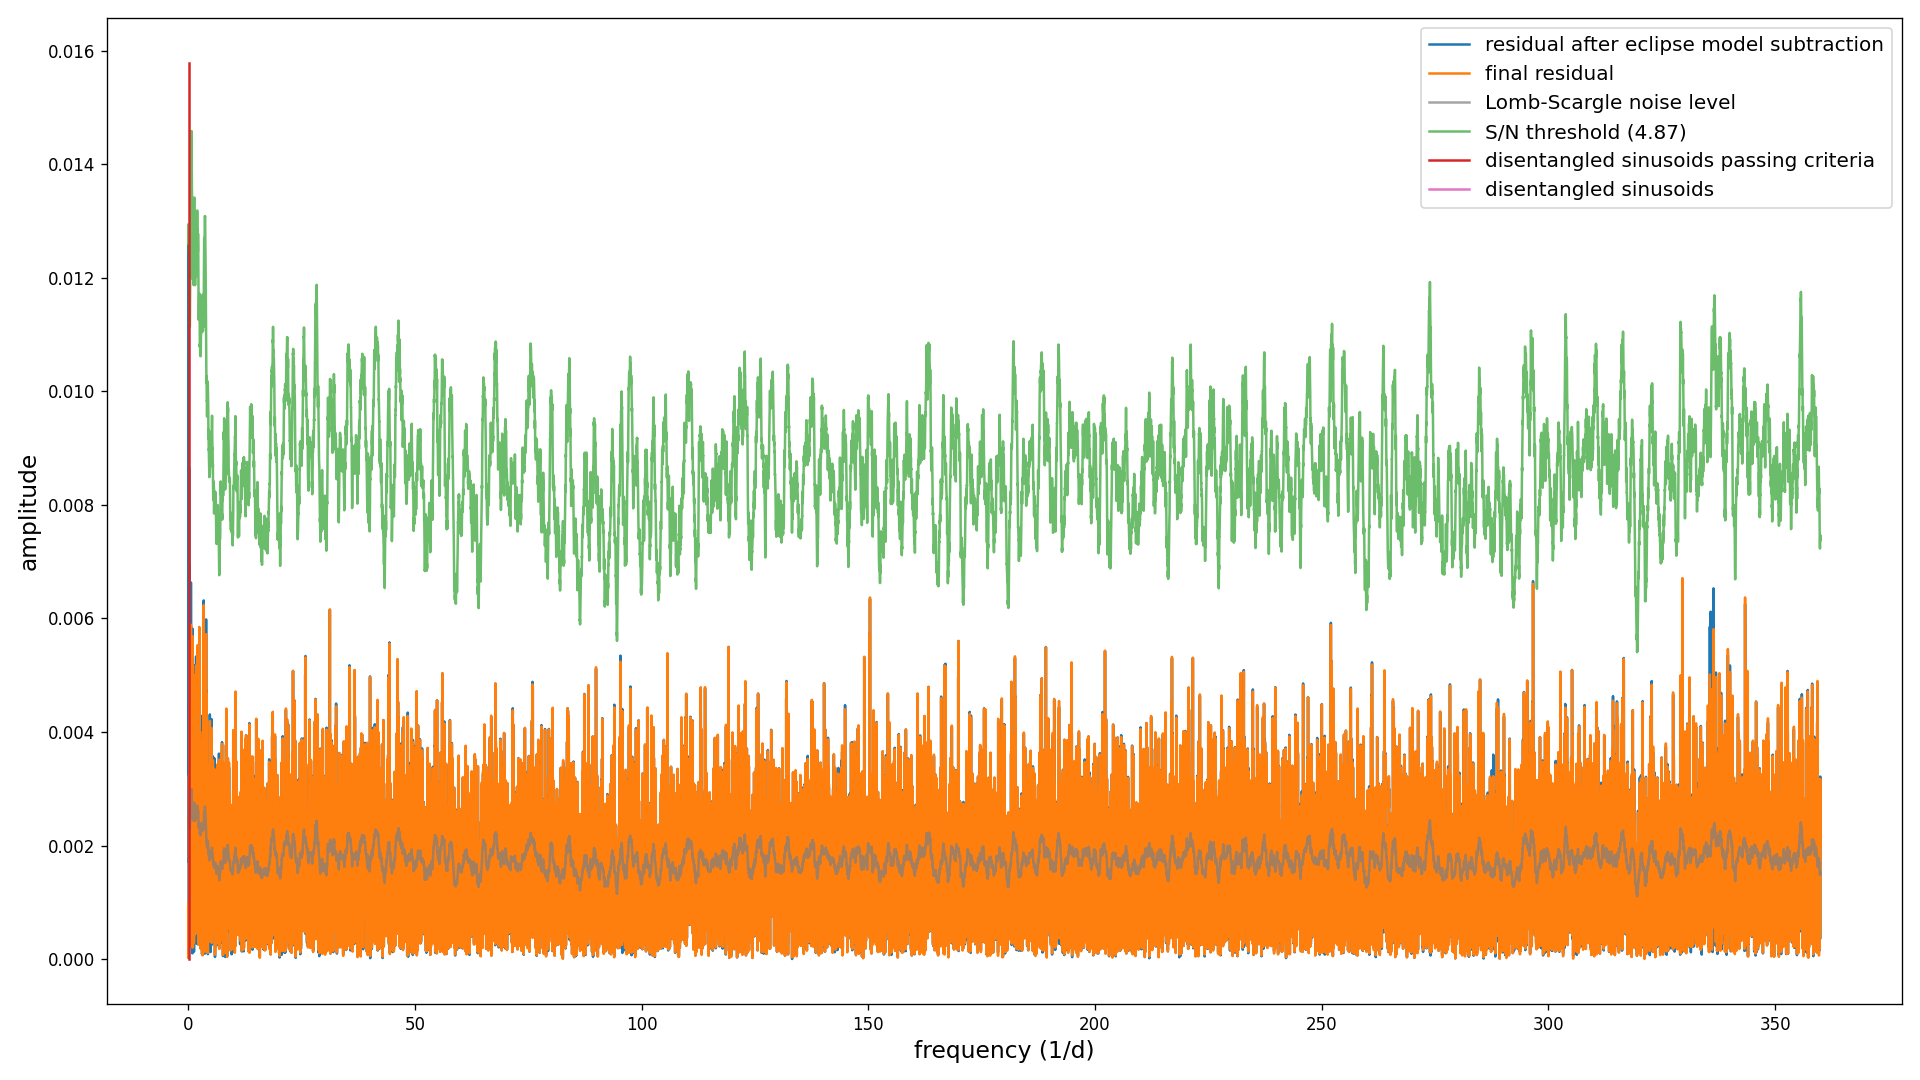 residual after eclipse model subtraction
final residual
Lomb-Scargle noise level
S/N threshold (4.87)
disentangled sinusoids passing criteria
disentangled sinusoids
amplitude
0.016
0.014
0.012
0.010
0.008
0.006
0.004
0.002
0.000
0 50 100 150 200 250 300 350
frequency (1/d)